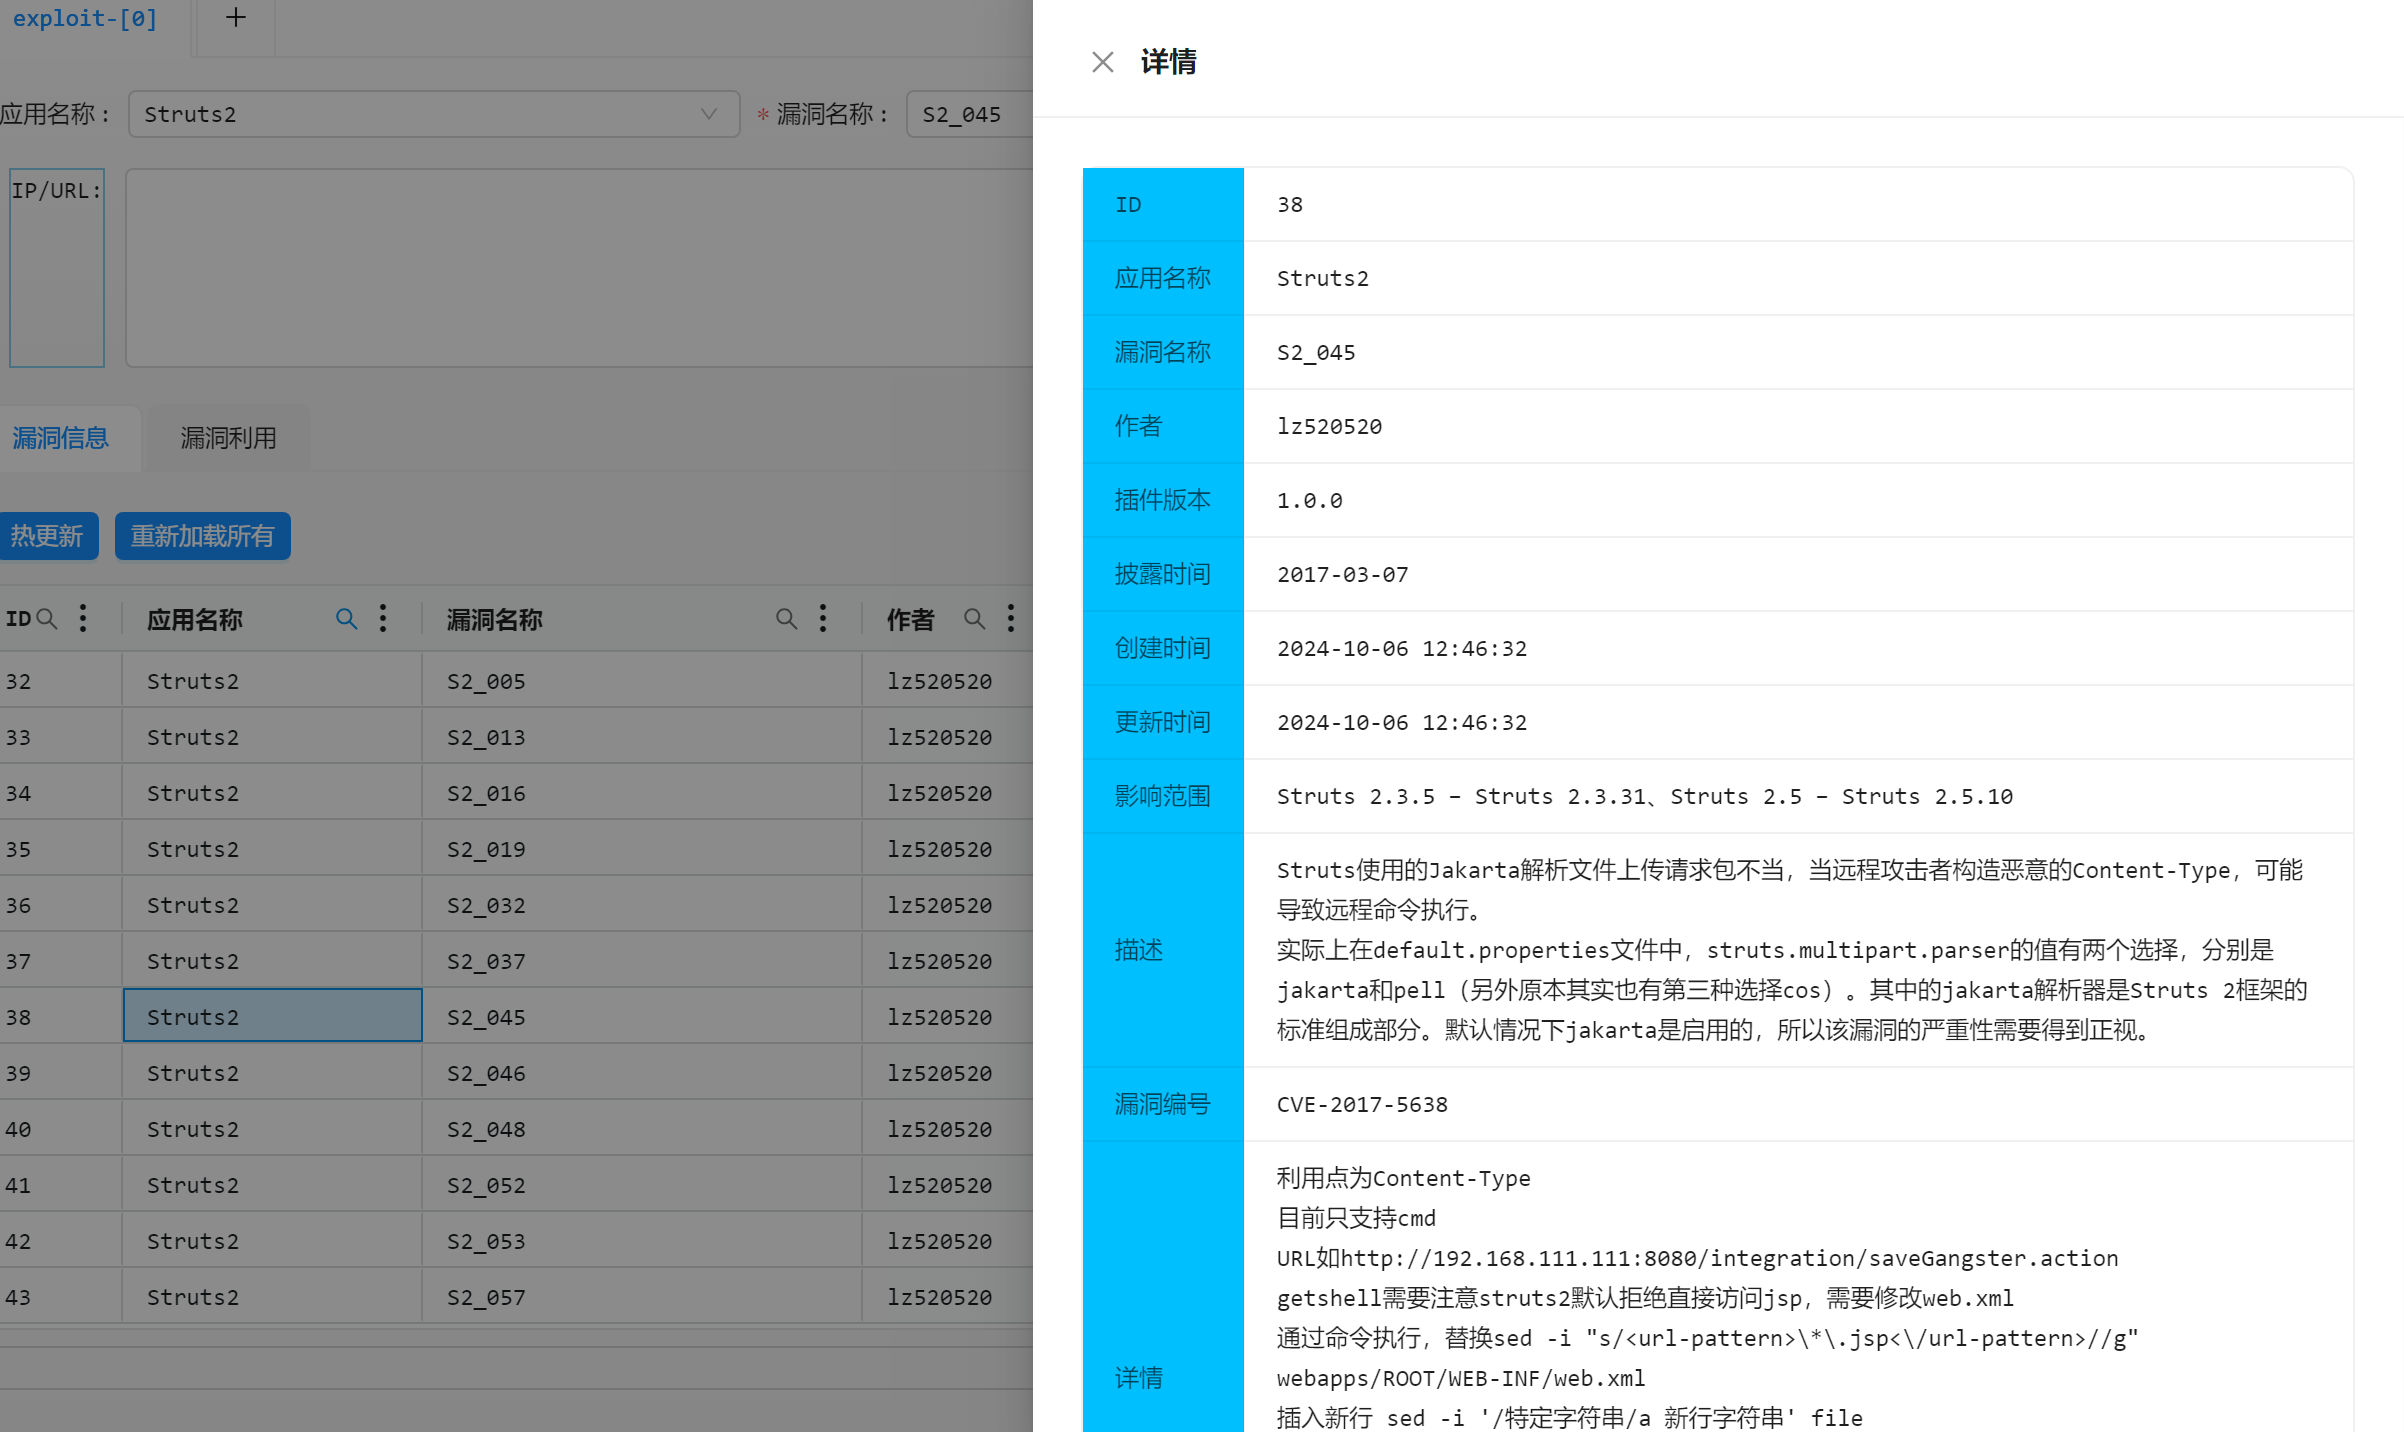 exploit-[0]
应用名称： Struts2 * 漏洞名称： S2_045
IP/URL:
漏洞信息 漏洞利用
热更新 重新加载所有
ID 应用名称 漏洞名称 作者
32 Struts2 S2_005 lz520520
33 Struts2 S2_013 lz520520
34 Struts2 S2_016 lz520520
35 Struts2 S2_019 lz520520
36 Struts2 S2_032 lz520520
37 Struts2 S2_037 lz520520
38 Struts2 S2_045 lz520520
39 Struts2 S2_046 lz520520
40 Struts2 S2_048 lz520520
41 Struts2 S2_052 lz520520
42 Struts2 S2_053 lz520520
43 Struts2 S2_057 lz520520
详情
ID 38
应用名称 Struts2
漏洞名称 S2_045
作者 lz520520
插件版本 1.0.0
披露时间 2017-03-07
创建时间 2024-10-06 12:46:32
更新时间 2024-10-06 12:46:32
影响范围 Struts 2.3.5 – Struts 2.3.31、Struts 2.5 – Struts 2.5.10
描述
Struts使用的Jakarta解析文件上传请求包不当，当远程攻击者构造恶意的Content-Type，可能
导致远程命令执行。
实际上在default.properties文件中，struts.multipart.parser的值有两个选择，分别是
jakarta和pell（另外原本其实也有第三种选择cos）。其中的jakarta解析器是Struts 2框架的
标准组成部分。默认情况下jakarta是启用的，所以该漏洞的严重性需要得到正视。
漏洞编号 CVE-2017-5638
详情
利用点为Content-Type
目前只支持cmd
URL如http://192.168.111.111:8080/integration/saveGangster.action
getshell需要注意struts2默认拒绝直接访问jsp，需要修改web.xml
通过命令执行，替换sed -i "s/<url-pattern>\*\.jsp<\/url-pattern>//g"
webapps/ROOT/WEB-INF/web.xml
插入新行 sed -i '/特定字符串/a 新行字符串' file